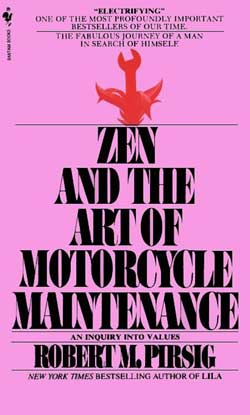 BANTAM BOOKS
"ELECTRIFYING"
ONE OF THE MOST PROFOUNDLY IMPORTANT
BESTSELLERS OF OUR TIME.
THE FABULOUS JOURNEY OF A MAN
IN SEARCH OF HIMSELF
ZEN
AND THE
ART OF
MOTORCYCLE
MAINTENANCE
AN INQUIRY INTO VALUES
ROBERT M. PIRSIG
NEW YORK TIMES BESTSELLING AUTHOR OF LILA